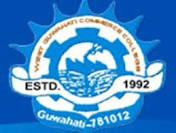 WEST GUWAHATI COMMERCE COLLEGE
ESTD. 1992
Guwahati-781012